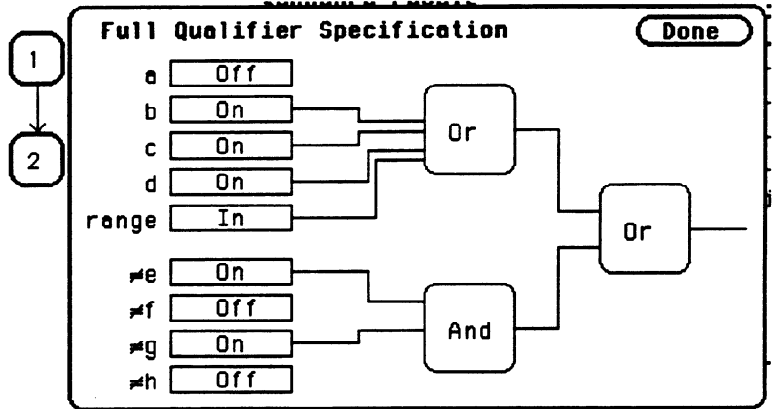 Full Qualifier Specification Done
1
a Off
b On
c On
Or
2
d On
range In
Or
≠e On
≠f Off
And
≠g On
≠h Off